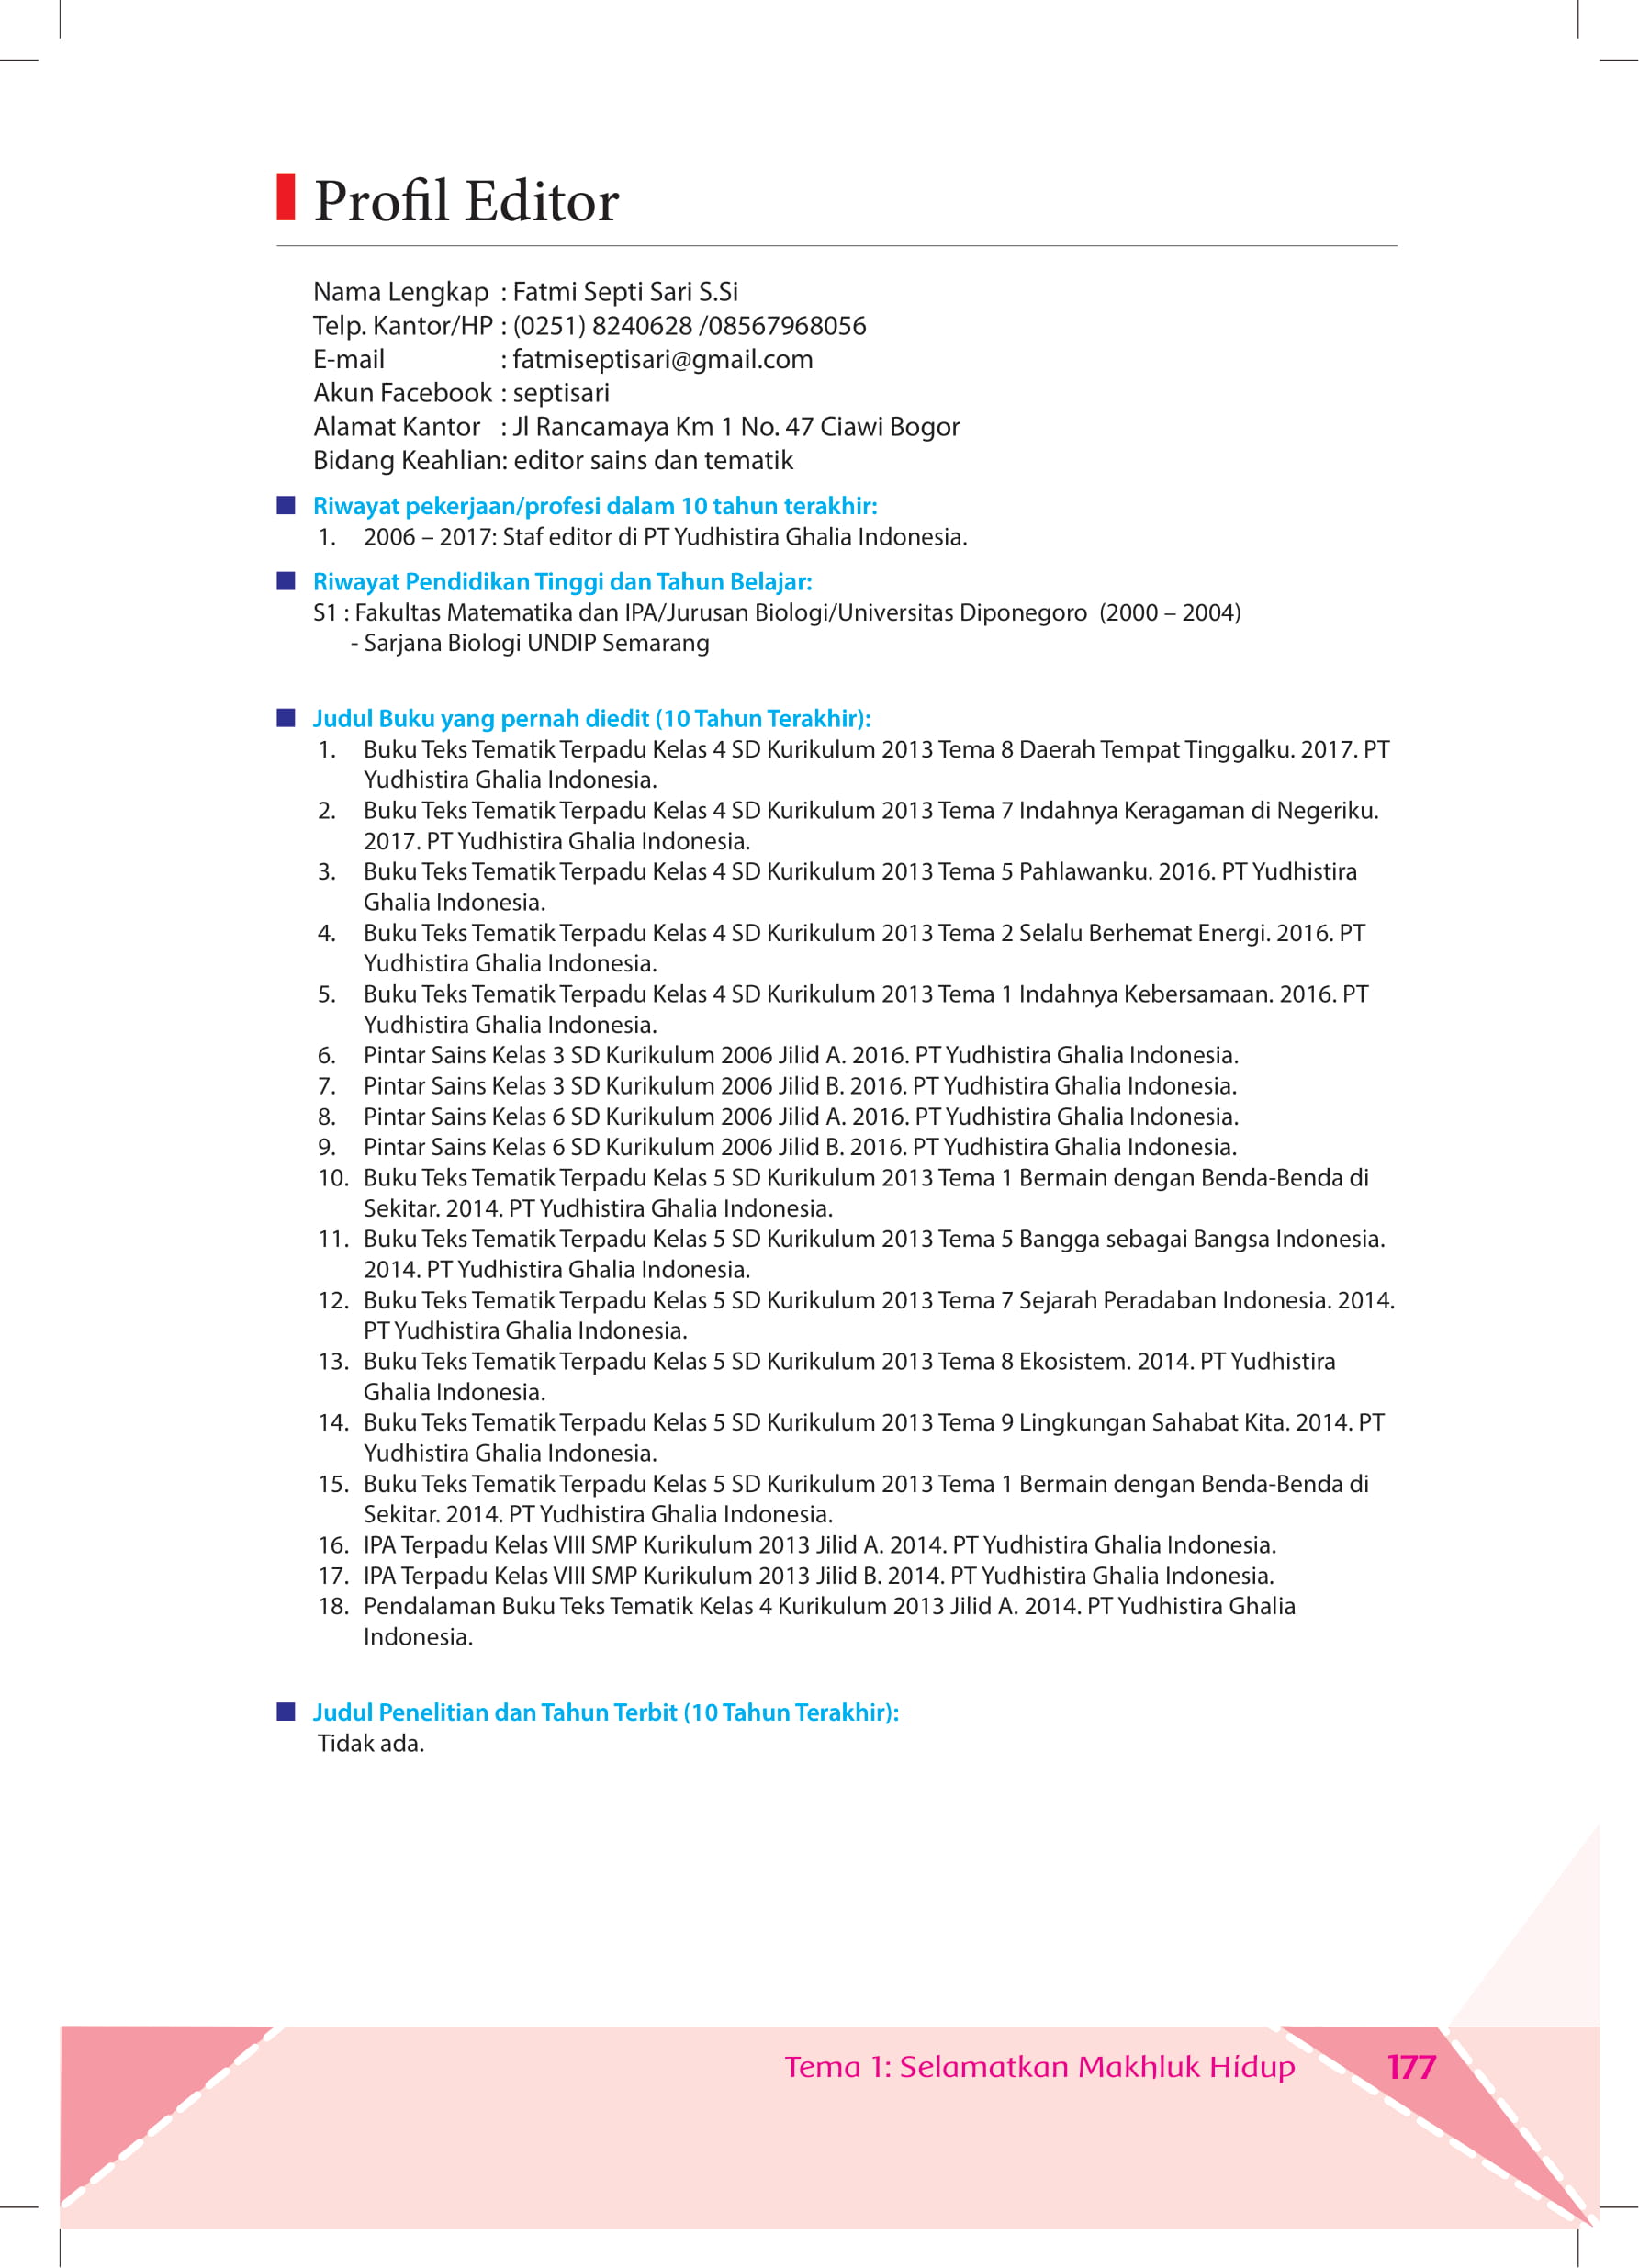 Profil Editor
Nama Lengkap : Fatmi Septi Sari S.Si
Telp. Kantor/HP : (0251) 8240628 /08567968056
E-mail : fatmiseptisari@gmail.com
Akun Facebook : septisari
Alamat Kantor : Jl Rancamaya Km 1 No. 47 Ciawi Bogor
Bidang Keahlian: editor sains dan tematik
Riwayat pekerjaan/profesi dalam 10 tahun terakhir:
1. 2006 – 2017: Staf editor di PT Yudhistira Ghalia Indonesia.
Riwayat Pendidikan Tinggi dan Tahun Belajar:
S1 : Fakultas Matematika dan IPA/Jurusan Biologi/Universitas Diponegoro (2000 – 2004)
- Sarjana Biologi UNDIP Semarang
Judul Buku yang pernah diedit (10 Tahun Terakhir):
1. Buku Teks Tematik Terpadu Kelas 4 SD Kurikulum 2013 Tema 8 Daerah Tempat Tinggalku. 2017. PT
Yudhistira Ghalia Indonesia.
2. Buku Teks Tematik Terpadu Kelas 4 SD Kurikulum 2013 Tema 7 Indahnya Keragaman di Negeriku.
2017. PT Yudhistira Ghalia Indonesia.
3. Buku Teks Tematik Terpadu Kelas 4 SD Kurikulum 2013 Tema 5 Pahlawanku. 2016. PT Yudhistira
Ghalia Indonesia.
4. Buku Teks Tematik Terpadu Kelas 4 SD Kurikulum 2013 Tema 2 Selalu Berhemat Energi. 2016. PT
Yudhistira Ghalia Indonesia.
5. Buku Teks Tematik Terpadu Kelas 4 SD Kurikulum 2013 Tema 1 Indahnya Kebersamaan. 2016. PT
Yudhistira Ghalia Indonesia.
6. Pintar Sains Kelas 3 SD Kurikulum 2006 Jilid A. 2016. PT Yudhistira Ghalia Indonesia.
7. Pintar Sains Kelas 3 SD Kurikulum 2006 Jilid B. 2016. PT Yudhistira Ghalia Indonesia.
8. Pintar Sains Kelas 6 SD Kurikulum 2006 Jilid A. 2016. PT Yudhistira Ghalia Indonesia.
9. Pintar Sains Kelas 6 SD Kurikulum 2006 Jilid B. 2016. PT Yudhistira Ghalia Indonesia.
10. Buku Teks Tematik Terpadu Kelas 5 SD Kurikulum 2013 Tema 1 Bermain dengan Benda-Benda di
Sekitar. 2014. PT Yudhistira Ghalia Indonesia.
11. Buku Teks Tematik Terpadu Kelas 5 SD Kurikulum 2013 Tema 5 Bangga sebagai Bangsa Indonesia.
2014. PT Yudhistira Ghalia Indonesia.
12. Buku Teks Tematik Terpadu Kelas 5 SD Kurikulum 2013 Tema 7 Sejarah Peradaban Indonesia. 2014.
PT Yudhistira Ghalia Indonesia.
13. Buku Teks Tematik Terpadu Kelas 5 SD Kurikulum 2013 Tema 8 Ekosistem. 2014. PT Yudhistira
Ghalia Indonesia.
14. Buku Teks Tematik Terpadu Kelas 5 SD Kurikulum 2013 Tema 9 Lingkungan Sahabat Kita. 2014. PT
Yudhistira Ghalia Indonesia.
15. Buku Teks Tematik Terpadu Kelas 5 SD Kurikulum 2013 Tema 1 Bermain dengan Benda-Benda di
Sekitar. 2014. PT Yudhistira Ghalia Indonesia.
16. IPA Terpadu Kelas VIII SMP Kurikulum 2013 Jilid A. 2014. PT Yudhistira Ghalia Indonesia.
17. IPA Terpadu Kelas VIII SMP Kurikulum 2013 Jilid B. 2014. PT Yudhistira Ghalia Indonesia.
18. Pendalaman Buku Teks Tematik Kelas 4 Kurikulum 2013 Jilid A. 2014. PT Yudhistira Ghalia
Indonesia.
Judul Penelitian dan Tahun Terbit (10 Tahun Terakhir):
Tidak ada.
Tema 1: Selamatkan Makhluk Hidup 177